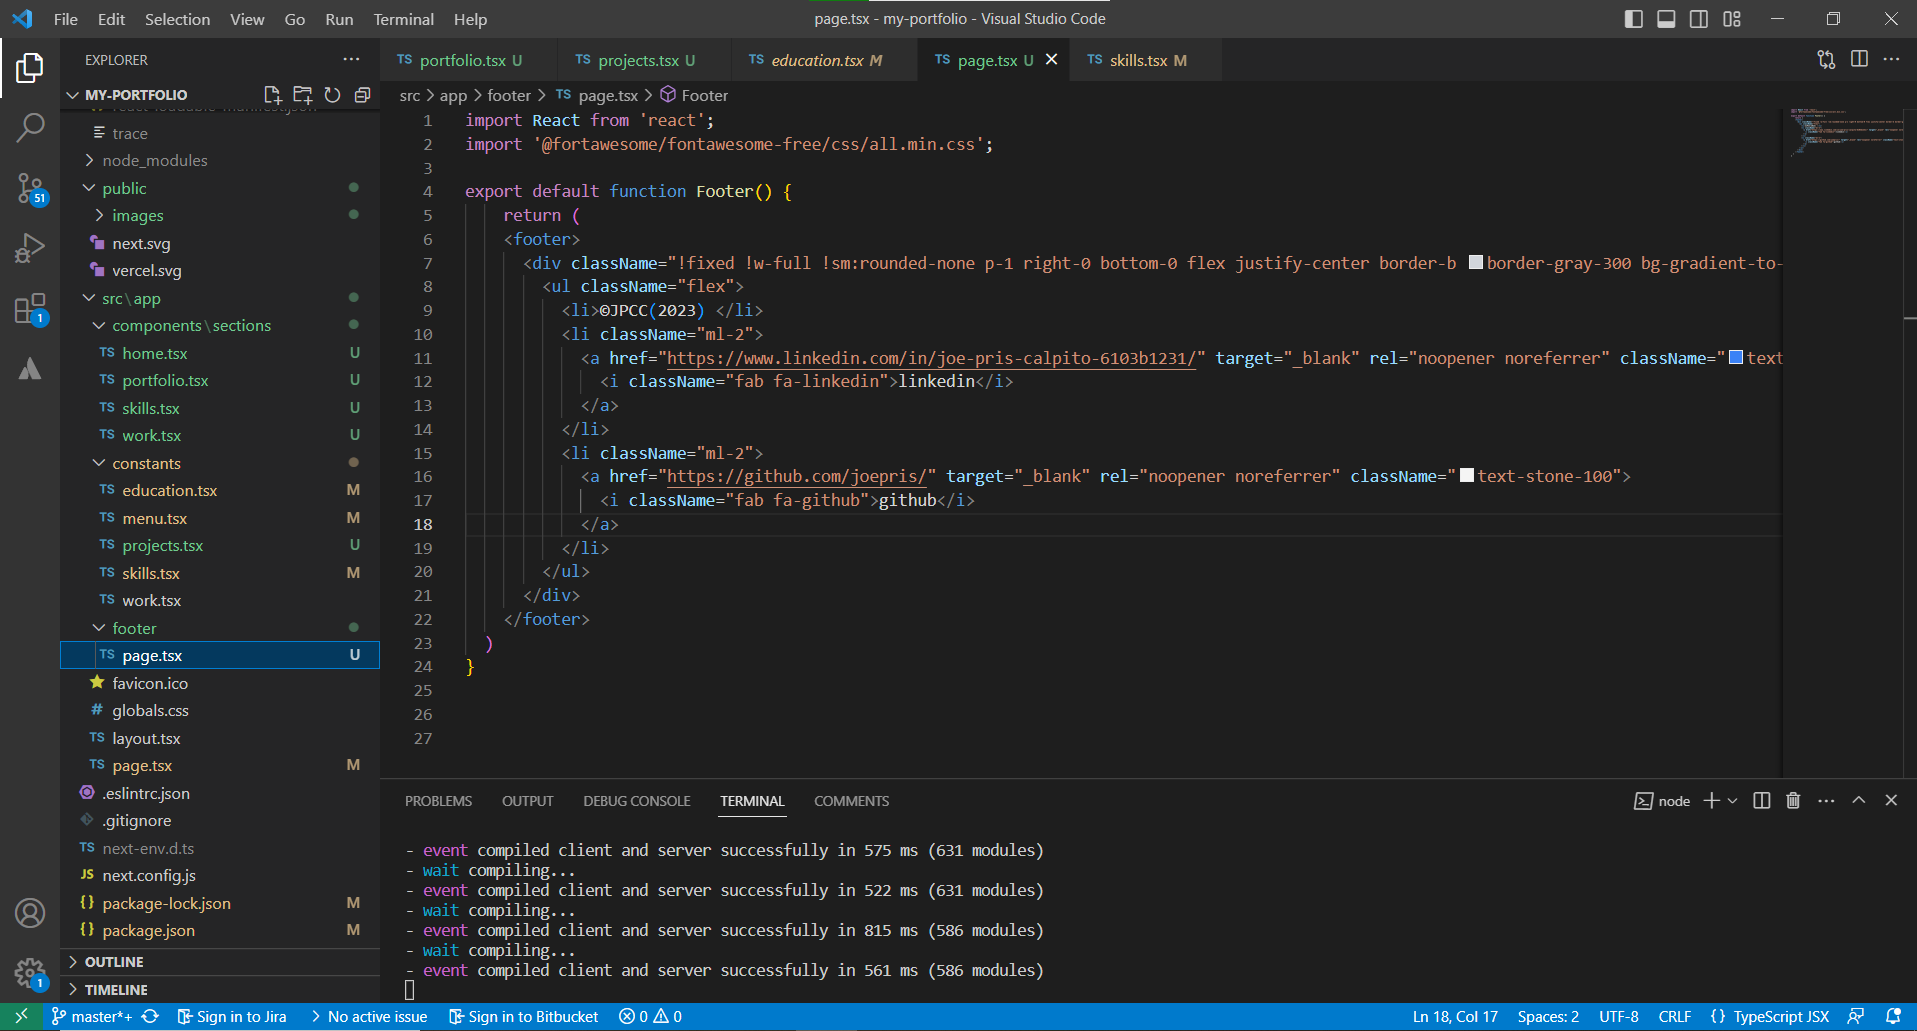 File Edit Selection View Go Run Terminal Help
page.tsx - my-portfolio - Visual Studio Code
EXPLORER
MY-PORTFOLIO
trace
node_modules
public
images
next.svg
vercel.svg
src\app
components\sections
TS home.tsx U
TS portfolio.tsx U
TS skills.tsx U
TS work.tsx U
constants
TS education.tsx M
TS menu.tsx M
TS projects.tsx U
TS skills.tsx M
TS work.tsx
footer
TS page.tsx U
favicon.ico
# globals.css
TS layout.tsx
TS page.tsx M
.eslintrc.json
.gitignore
TS next-env.d.ts
JS next.config.js
{} package-lock.json M
{} package.json M
OUTLINE
TIMELINE
51
1
1
TS portfolio.tsx U
TS projects.tsx U
TS education.tsx M
TS page.tsx U
TS skills.tsx M
src > app > footer > TS page.tsx > Footer
1 import React from 'react';
2 import '@fortawesome/fontawesome-free/css/all.min.css';
3
4 export default function Footer() {
5 return (
6 <footer>
7 <div className="!fixed !w-full !sm:rounded-none p-1 right-0 bottom-0 flex justify-center border-b border-gray-300 bg-gradient-to-
8 <ul className="flex">
9 <li>©JPCC(2023) </li>
10 <li className="ml-2">
11 <a href="https://www.linkedin.com/in/joe-pris-calpito-6103b1231/" target="_blank" rel="noopener noreferrer" className="text
12 <i className="fab fa-linkedin">linkedin</i>
13 </a>
14 </li>
15 <li className="ml-2">
16 <a href="https://github.com/joepris/" target="_blank" rel="noopener noreferrer" className="text-stone-100">
17 <i className="fab fa-github">github</i>
18 </a>
19 </li>
20 </ul>
21 </div>
22 </footer>
23 )
24 }
25
26
27
PROBLEMS OUTPUT DEBUG CONSOLE TERMINAL COMMENTS
node
- event compiled client and server successfully in 575 ms (631 modules)
- wait compiling...
- event compiled client and server successfully in 522 ms (631 modules)
- wait compiling...
- event compiled client and server successfully in 815 ms (586 modules)
- wait compiling...
- event compiled client and server successfully in 561 ms (586 modules)
master*+ Sign in to Jira > No active issue Sign in to Bitbucket 0 0
Ln 18, Col 17 Spaces: 2 UTF-8 CRLF {} TypeScript JSX